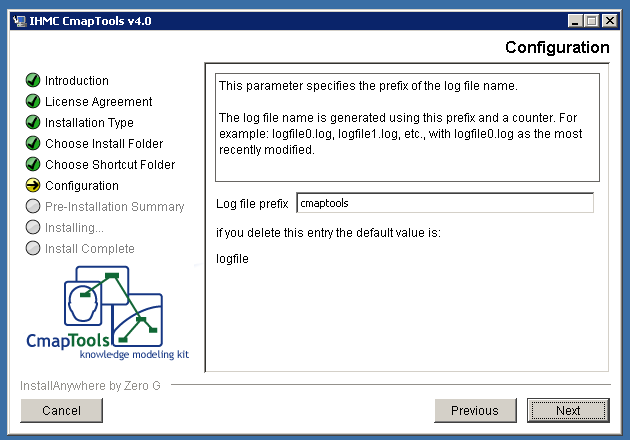 IHMC CmapTools v4.0
Configuration
Introduction
License Agreement
Installation Type
Choose Install Folder
Choose Shortcut Folder
Configuration
Pre-Installation Summary
Installing...
Install Complete
CmapTools
knowledge modeling kit
This parameter specifies the prefix of the log file name.
The log file name is generated using this prefix and a counter. For
example: logfile0.log, logfile1.log, etc., with logfile0.log as the most
recently modified.
Log file prefix cmaptools
if you delete this entry the default value is:
logfile
InstallAnywhere by Zero G
Cancel Previous Next